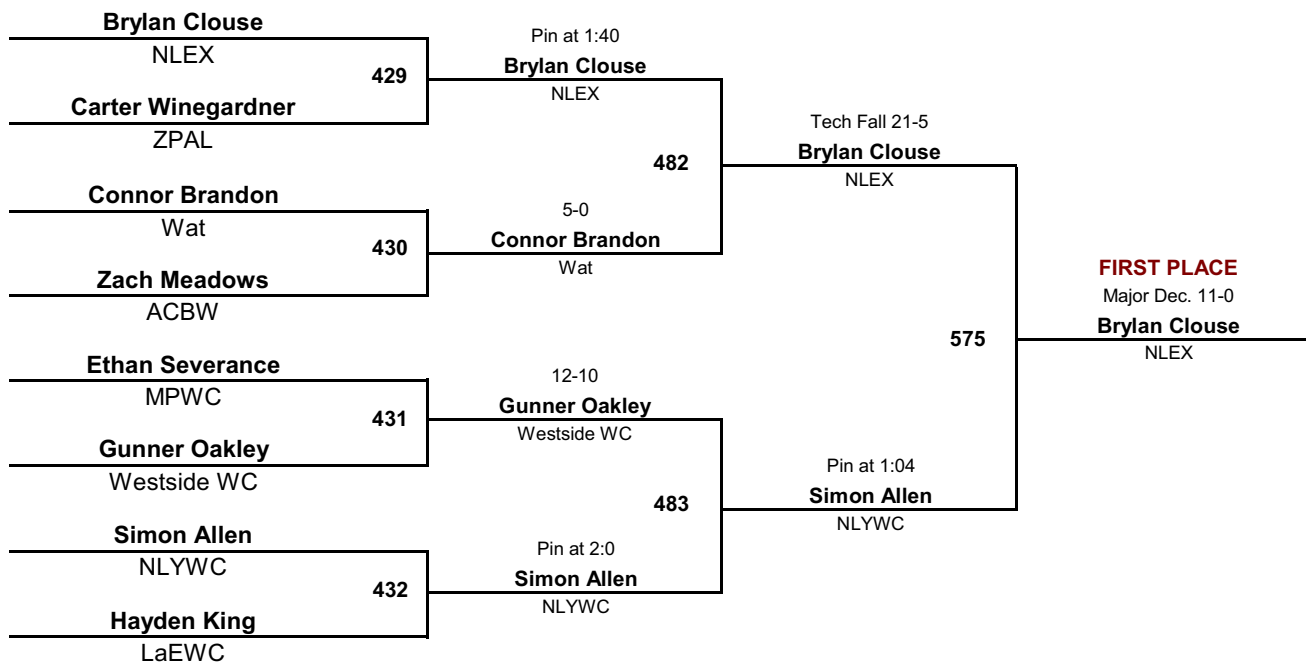 Brylan Clouse
NLEX
429
Carter Winegardner
ZPAL
Connor Brandon
Wat
430
Zach Meadows
ACBW
Ethan Severance
MPWC
431
Gunner Oakley
Westside WC
Simon Allen
NLYWC
432
Hayden King
LaEWC
Pin at 1:40
Brylan Clouse
NLEX
482
5-0
Connor Brandon
Wat
12-10
Gunner Oakley
Westside WC
483
Pin at 2:0
Simon Allen
NLYWC
Tech Fall 21-5
Brylan Clouse
NLEX
575
Pin at 1:04
Simon Allen
NLYWC
FIRST PLACE
Major Dec. 11-0
Brylan Clouse
NLEX